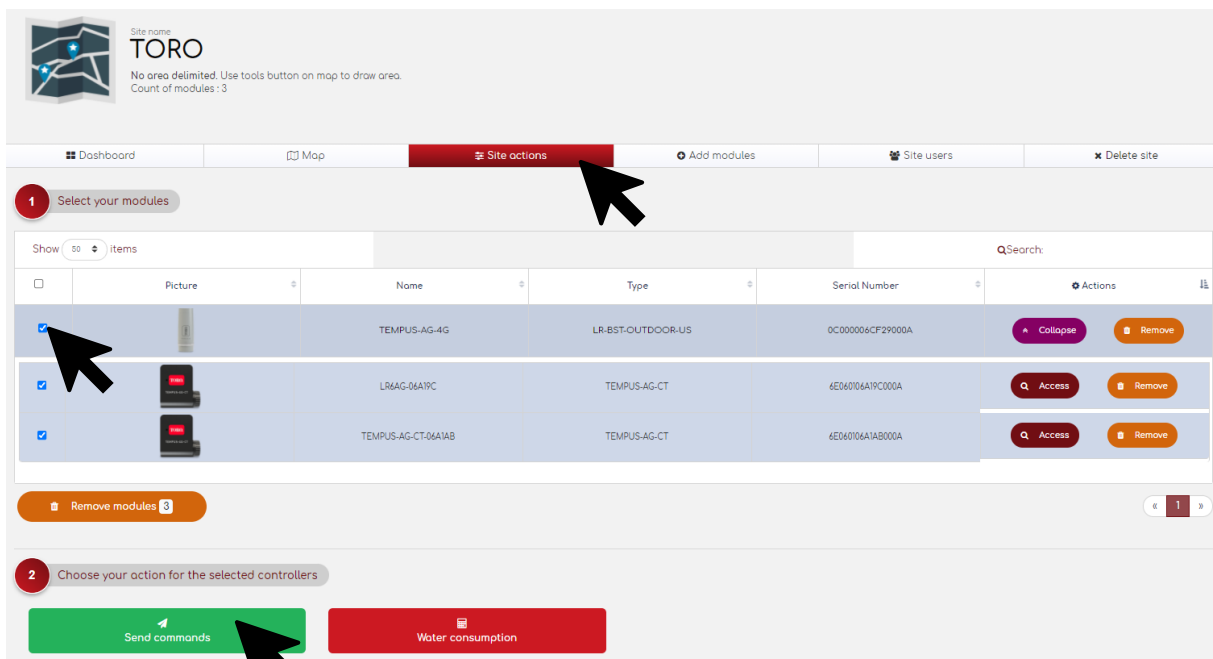 Site name
TORO
No area delimited. Use tools button on map to draw area.
Count of modules : 3
Dashboard Map Site actions Add modules Site users Delete site
1 Select your modules
Show 50 items Search:
Picture Name Type Serial Number Actions
TEMPUS-AG-4G LR-BST-OUTDOOR-US 0C000006CF29000A Collapse Remove
TORO
LR6AG-06A19C TEMPUS-AG-CT 6E060106A19C000A Access Remove
TORO
TEMPUS-AG-CT-06A1AB TEMPUS-AG-CT 6E060106A1AB000A Access Remove
Remove modules 3 « 1 »
2 Choose your action for the selected controllers
Send commands Water consumption